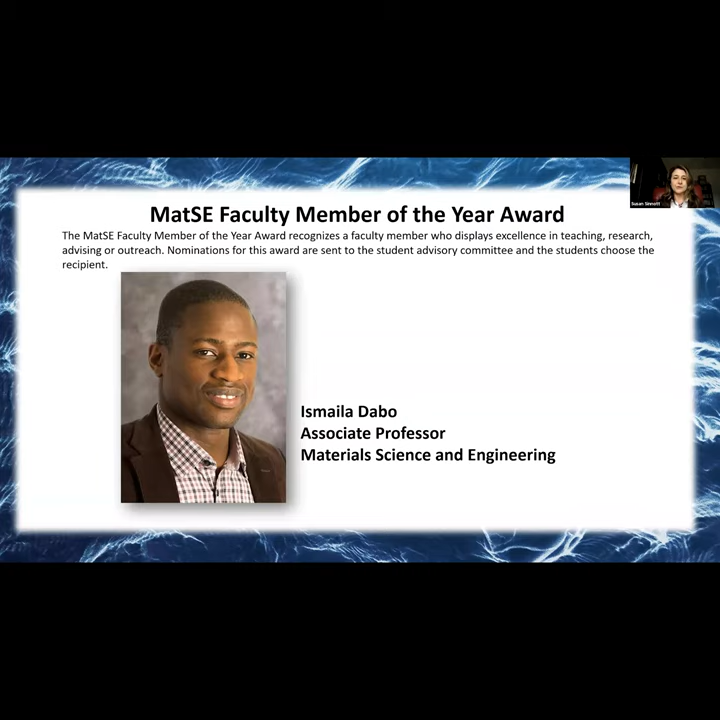 MatSE Faculty Member of the Year Award
The MatSE Faculty Member of the Year Award recognizes a faculty member who displays excellence in teaching, research,
advising or outreach. Nominations for this award are sent to the student advisory committee and the students choose the
recipient.
Susan Sinnott
Ismaila Dabo
Associate Professor
Materials Science and Engineering